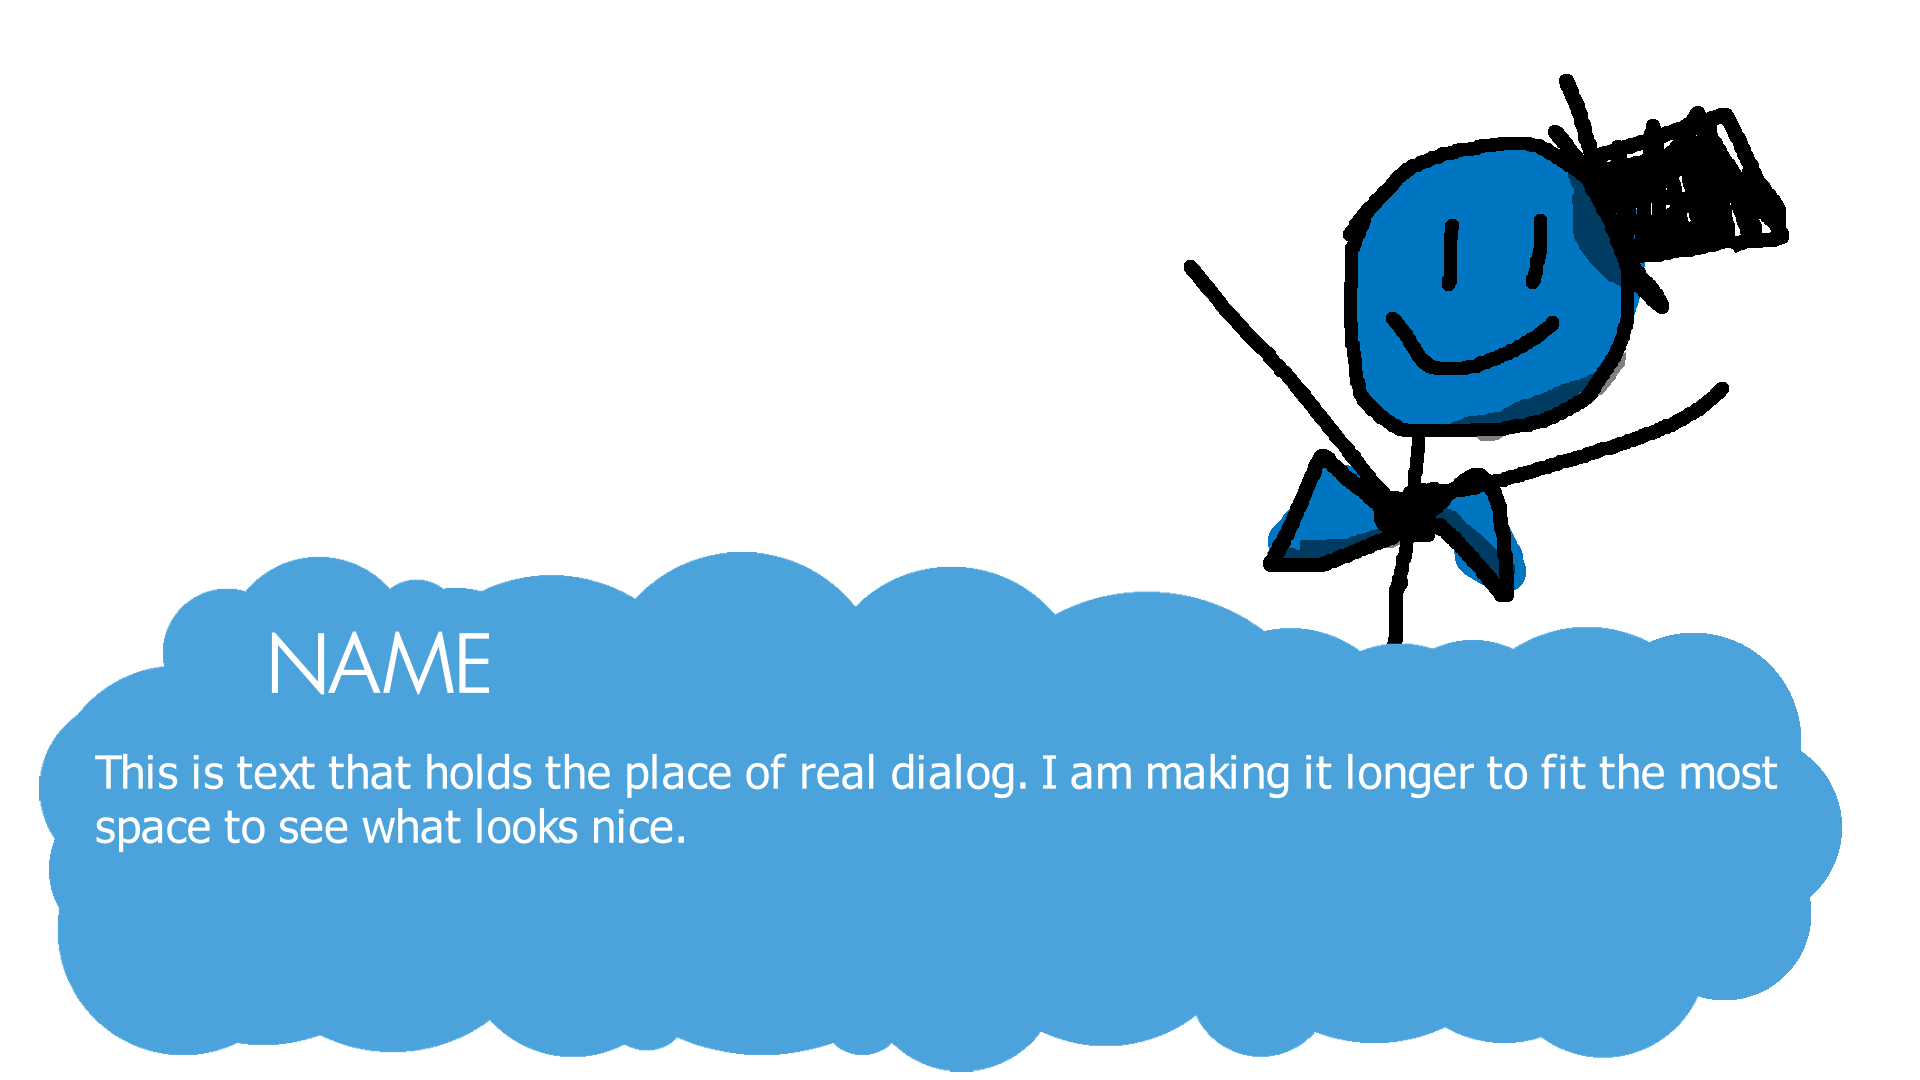 NAME
This is text that holds the place of real dialog. I am making it longer to fit the most
space to see what looks nice.